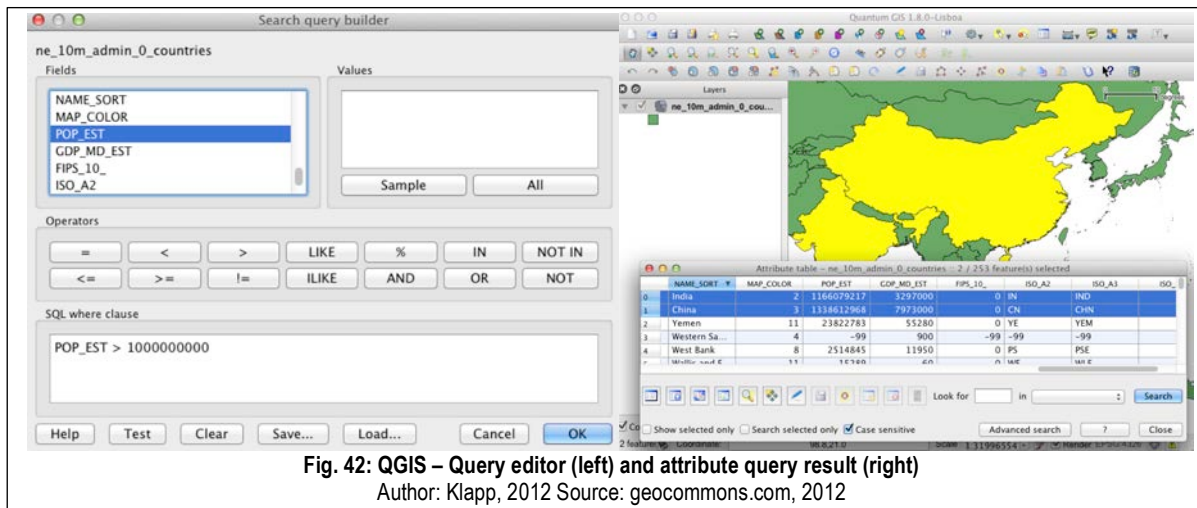 Search query builder
ne_10m_admin_0_countries
Fields
Values
NAME_SORT
MAP_COLOR
POP_EST
GDP_MD_EST
FIPS_10_
ISO_A2
Sample All
Operators
= < > LIKE % IN NOT IN
<= >= != ILIKE AND OR NOT
SQL where clause
POP_EST > 1000000000
Help Test Clear Save... Load... Cancel OK
Quantum GIS 1.8.0-Lisboa
Layers
ne_10m_admin_0_cou...
Attribute table – ne_10m_admin_0_countries :: 2 / 253 feature(s) selected
NAME_SORT MAP_COLOR POP_EST GDP_MD_EST FIPS_10_ ISO_A2 ISO_A3 ISO_
0 India 2 1166079217 3297000 0 IN IND
1 China 3 1338612968 7973000 0 CN CHN
2 Yemen 11 23822783 55280 0 YE YEM
3 Western Sa... 4 -99 900 -99 -99 -99
4 West Bank 8 2514845 11950 0 PS PSE
Look for in Search
Show selected only Search selected only Case sensitive Advanced search ? Close
Fig. 42: QGIS – Query editor (left) and attribute query result (right)
Author: Klapp, 2012 Source: geocommons.com, 2012